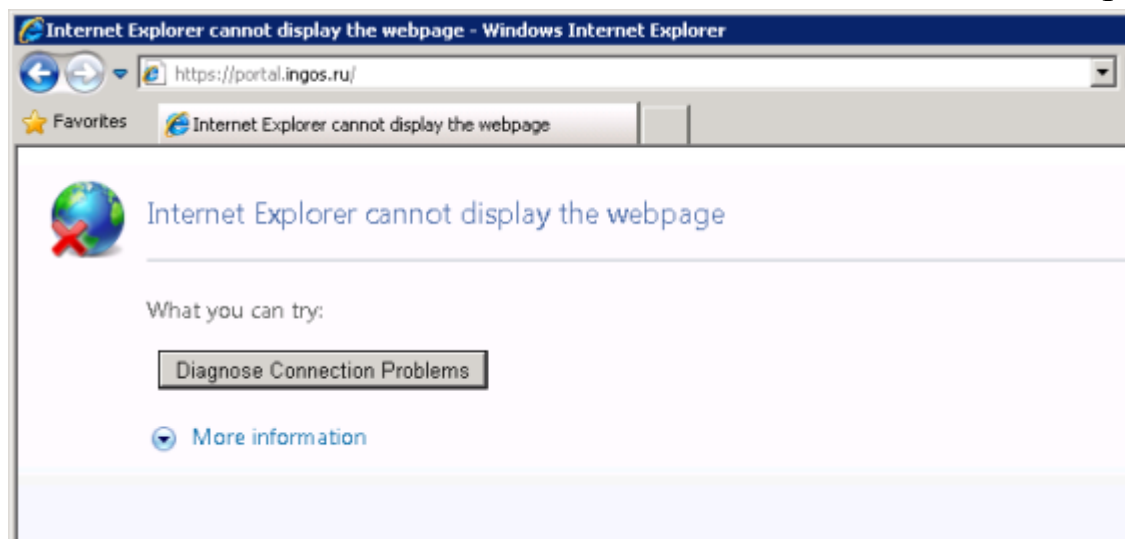 Internet Explorer cannot display the webpage - Windows Internet Explorer
https://portal.ingos.ru/
Favorites
Internet Explorer cannot display the webpage
Internet Explorer cannot display the webpage
What you can try:
Diagnose Connection Problems
More information